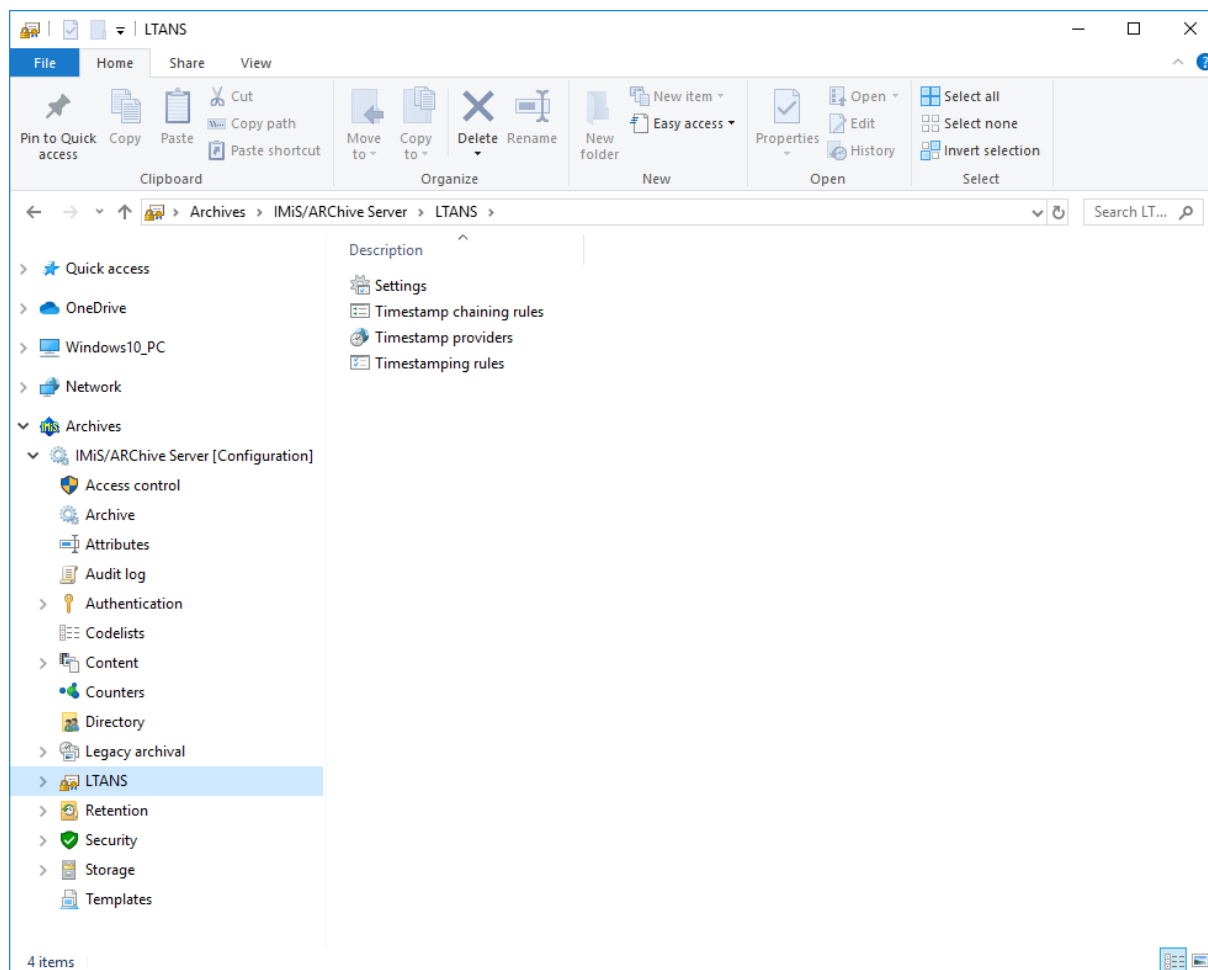 LTANS
File Home Share View
Pin to Quick access
Copy
Paste
Cut
Copy path
Paste shortcut
Clipboard
Move to
Copy to
Delete
Rename
Organize
New folder
New item
Easy access
New
Properties
Open
Edit
History
Open
Select all
Select none
Invert selection
Select
Archives > IMiS/ARChive Server > LTANS >
Search LT...
Quick access
OneDrive
Windows10_PC
Network
Archives
IMiS/ARChive Server [Configuration]
Access control
Archive
Attributes
Audit log
Authentication
Codelists
Content
Counters
Directory
Legacy archival
LTANS
Retention
Security
Storage
Templates
Description
Settings
Timestamp chaining rules
Timestamp providers
Timestamping rules
4 items